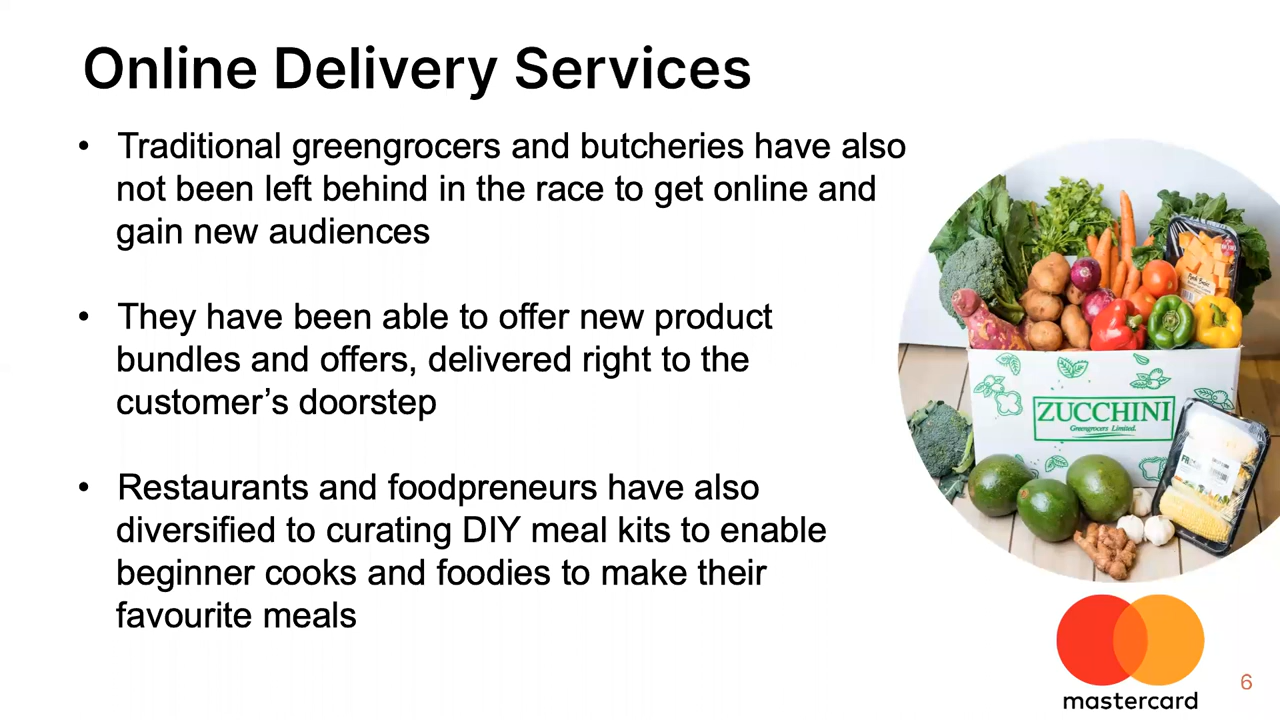 Online Delivery Services
• Traditional greengrocers and butcheries have also
not been left behind in the race to get online and
gain new audiences
• They have been able to offer new product
bundles and offers, delivered right to the
customer’s doorstep
• Restaurants and foodpreneurs have also
diversified to curating DIY meal kits to enable
beginner cooks and foodies to make their
favourite meals
ZUCCHINI
Greengrocers Limited.
mastercard
6